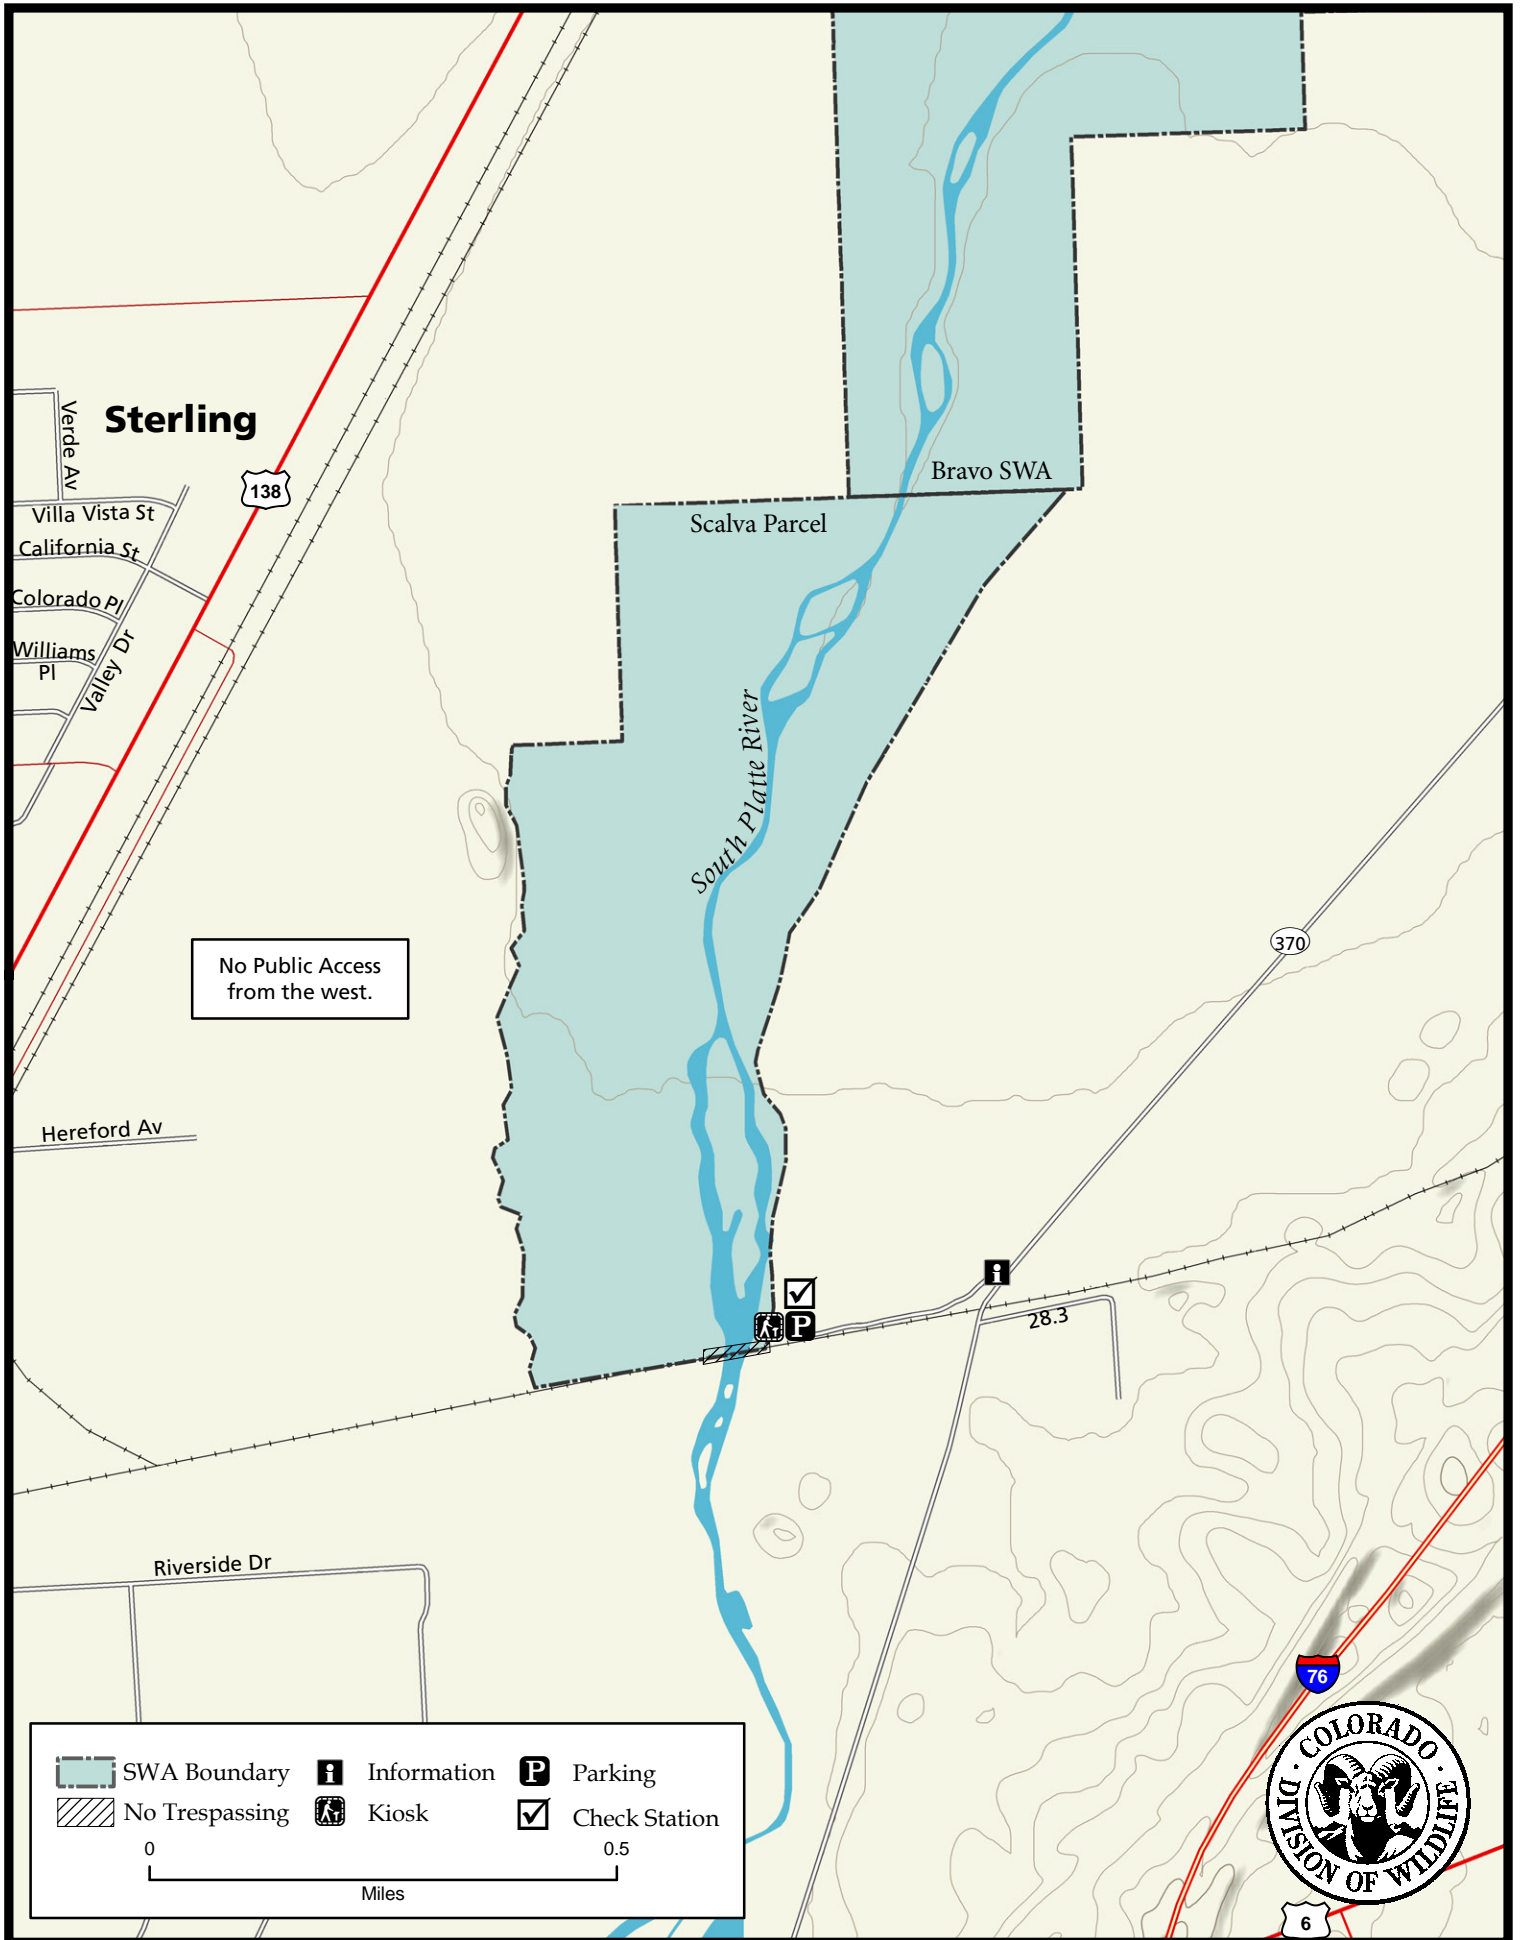 Verde Av
Sterling
138
Villa Vista St
California St
Colorado Pl
Williams
Pl
Valley Dr
Bravo SWA
Scalva Parcel
South Platte River
No Public Access
from the west.
370
Hereford Av
28.3
Riverside Dr
76
6
SWA Boundary
Information
P
Parking
No Trespassing
Kiosk
Check Station
0
0.5
Miles
i
P
COLORADO
DIVISION OF WILDLIFE